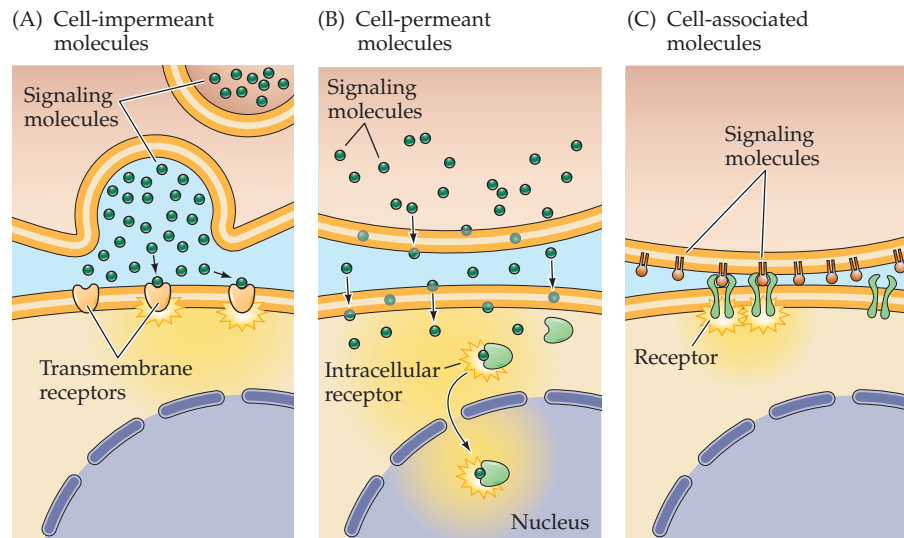 (A) Cell-impermeant
molecules
(B) Cell-permeant
molecules
(C) Cell-associated
molecules
Signaling
molecules
Transmembrane
receptors
Signaling
molecules
Intracellular
receptor
Nucleus
Signaling
molecules
Receptor